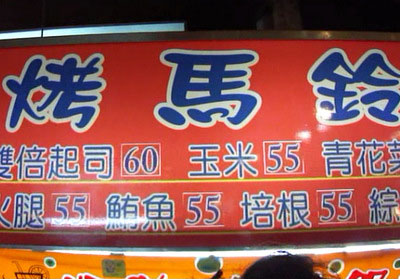 烤馬鈴
雙倍起司 60 玉米 55 青花菜
火腿 55 鮪魚 55 培根 55 綜